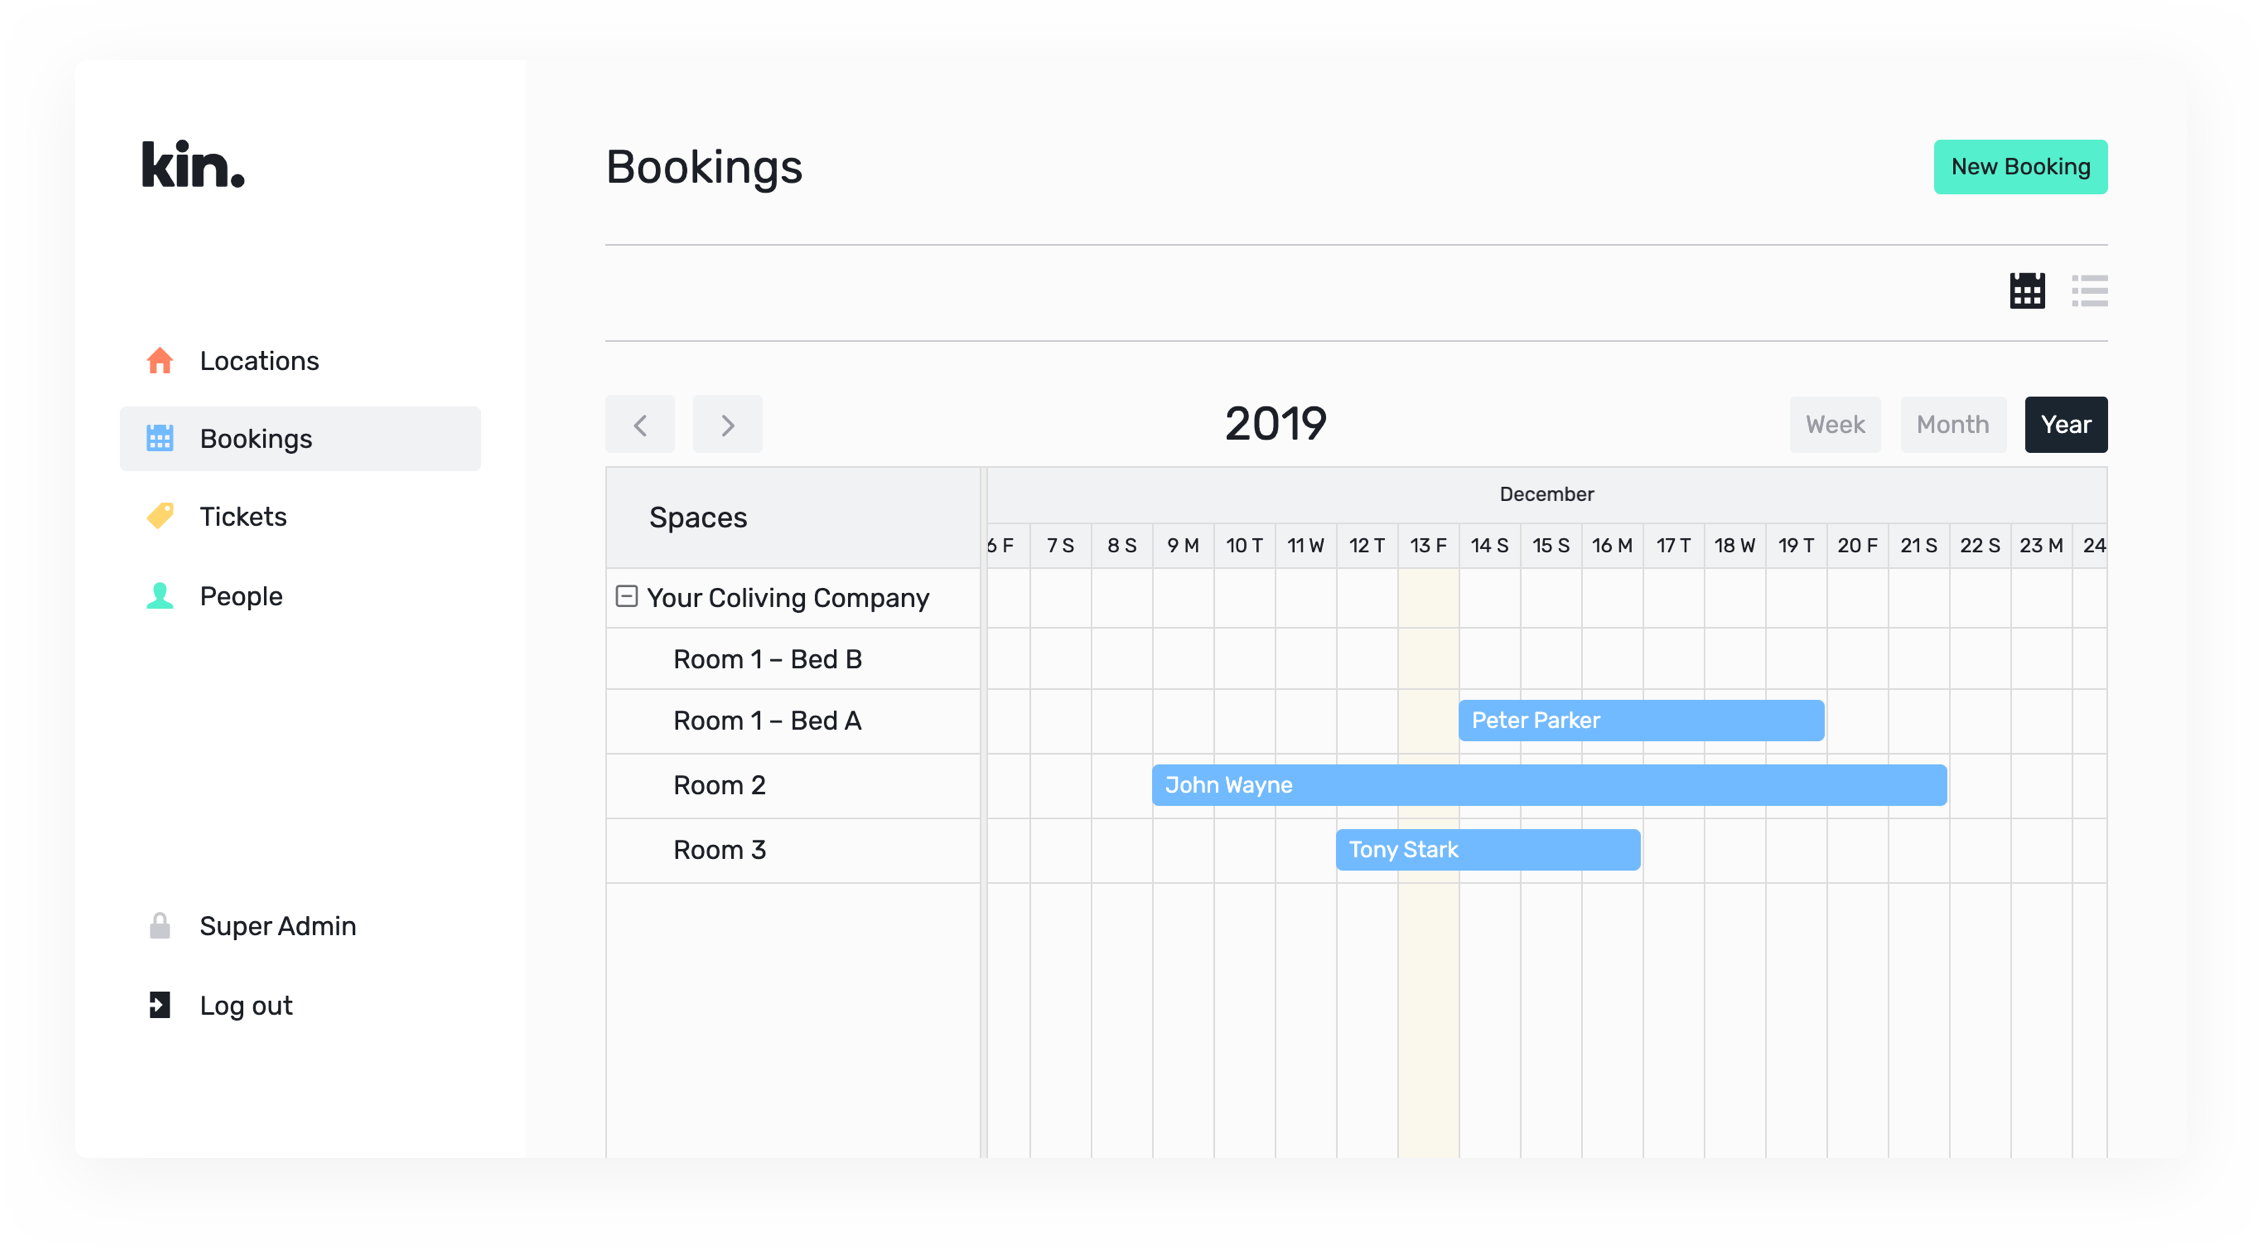 kin.
Locations
Bookings
Tickets
People
Super Admin
Log out
Bookings
New Booking
2019
Week Month Year
Spaces
December
6 F 7 S 8 S 9 M 10 T 11 W 12 T 13 F 14 S 15 S 16 M 17 T 18 W 19 T 20 F 21 S 22 S 23 M 24
Your Coliving Company
Room 1 – Bed B
Room 1 – Bed A
Peter Parker
Room 2
John Wayne
Room 3
Tony Stark